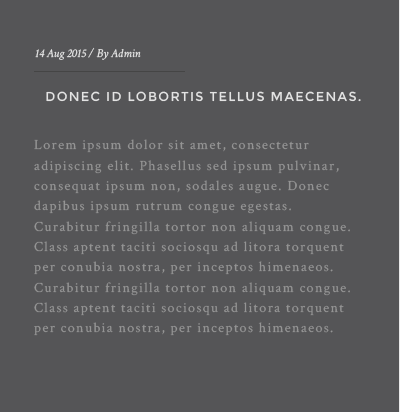 14 Aug 2015 / By Admin
DONEC ID LOBORTIS TELLUS MAECENAS.
Lorem ipsum dolor sit amet, consectetur
adipiscing elit. Phasellus sed ipsum pulvinar,
consequat ipsum non, sodales augue. Donec
dapibus ipsum rutrum congue egestas.
Curabitur fringilla tortor non aliquam congue.
Class aptent taciti sociosqu ad litora torquent
per conubia nostra, per inceptos himenaeos.
Curabitur fringilla tortor non aliquam congue.
Class aptent taciti sociosqu ad litora torquent
per conubia nostra, per inceptos himenaeos.